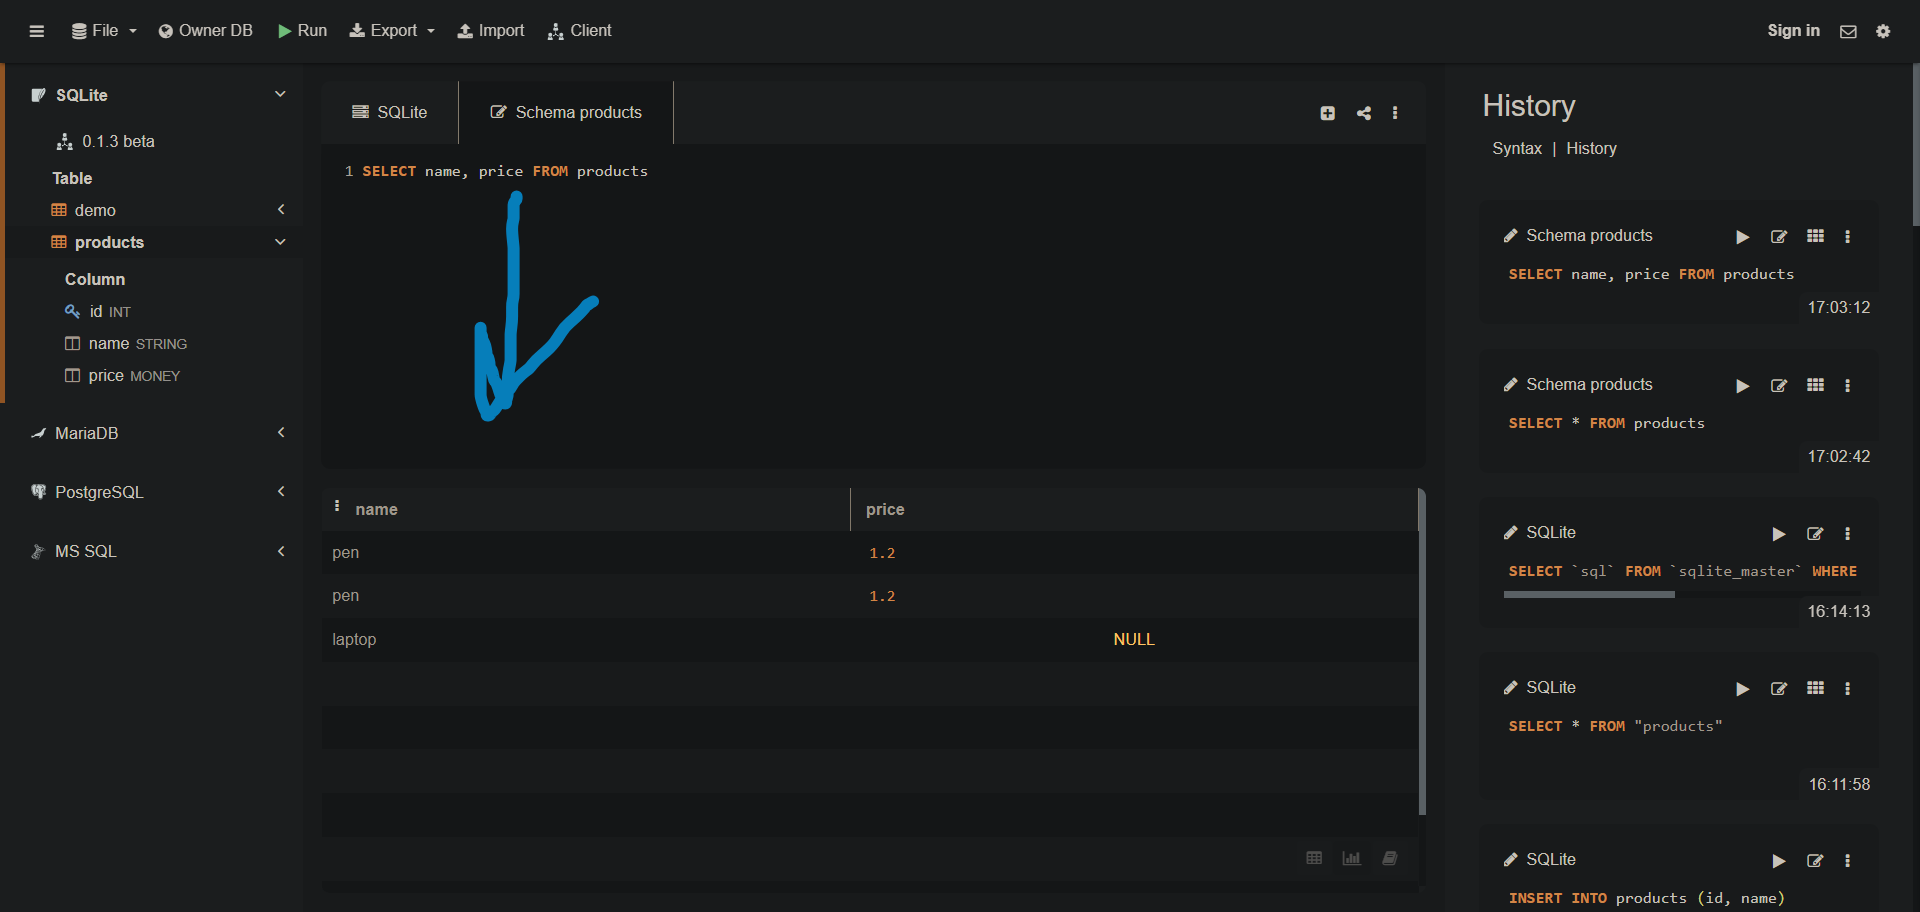 File Owner DB Run Export Import Client Sign in
SQLite
0.1.3 beta
Table
demo
products
Column
id INT
name STRING
price MONEY
MariaDB
PostgreSQL
MS SQL
SQLite Schema products
1 SELECT name, price FROM products
name price
pen 1.2
pen 1.2
laptop NULL
History
Syntax | History
Schema products
SELECT name, price FROM products
17:03:12
Schema products
SELECT * FROM products
17:02:42
SQLite
SELECT `sql` FROM `sqlite_master` WHERE
16:14:13
SQLite
SELECT * FROM "products"
16:11:58
SQLite
INSERT INTO products (id, name)